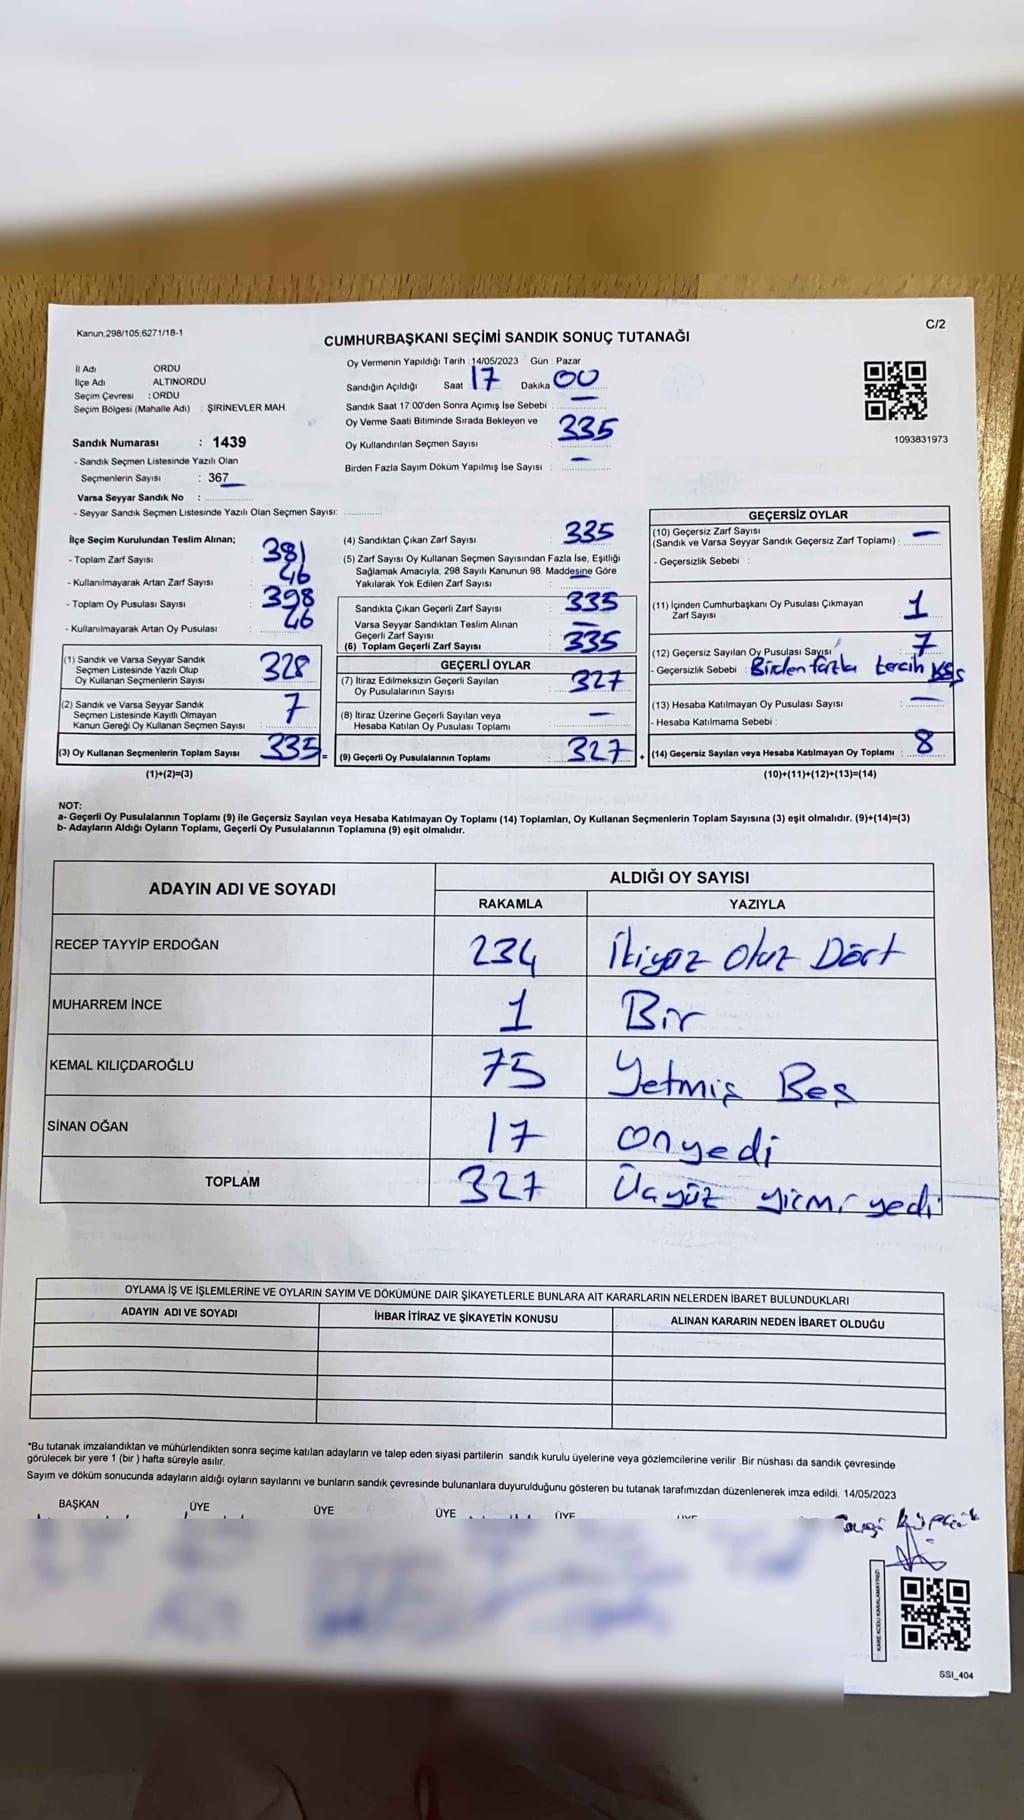 Kanun,298/105,6271/18-1
C/2
CUMHURBAŞKANI SEÇİMİ SANDIK SONUÇ TUTANAĞI
İl Adı ORDU
İlçe Adı ALTINORDU
Seçim Çevresi : ORDU
Seçim Bölgesi (Mahalle Adı) : ŞİRİNEVLER MAH.
Sandık Numarası : 1439
- Sandık Seçmen Listesinde Yazılı Olan
Seçmenlerin Sayısı : 367
Varsa Seyyar Sandık No :
- Seyyar Sandık Seçmen Listesinde Yazılı Olan Seçmen Sayısı:
Oy Vermenin Yapıldığı Tarih : 14/05/2023 Gün : Pazar
Sandığın Açıldığı Saat 17 Dakika 00
Sandık Saat 17:00'den Sonra Açımış İse Sebebi :
Oy Verme Saati Bitiminde Sırada Bekleyen ve
Oy Kullandırılan Seçmen Sayısı : 335
Birden Fazla Sayım Döküm Yapılmış İse Sayısı : —
1093831973
İlçe Seçim Kurulundan Teslim Alınan;
- Toplam Zarf Sayısı : 381
- Kullanılmayarak Artan Zarf Sayısı : 46
- Toplam Oy Pusulası Sayısı : 398
- Kullanılmayarak Artan Oy Pusulası
(1) Sandık ve Varsa Seyyar Sandık
Seçmen Listesinde Yazılı Olup
Oy Kullanan Seçmenlerin Sayısı 328
(2) Sandık ve Varsa Seyyar Sandık
Seçmen Listesinde Kayıtlı Olmayan
Kanun Gereği Oy Kullanan Seçmen Sayısı 7
(3) Oy Kullanan Seçmenlerin Toplam Sayısı 335 =
(1)+(2)=(3)
(4) Sandıktan Çıkan Zarf Sayısı : 335
(5) Zarf Sayısı Oy Kullanan Seçmen Sayısından Fazla İse, Eşitliği
Sağlamak Amacıyla, 298 Sayılı Kanunun 98. Maddesine Göre
Yakılarak Yok Edilen Zarf Sayısı : —
Sandıkta Çıkan Geçerli Zarf Sayısı : 335
Varsa Seyyar Sandıktan Teslim Alınan
Geçerli Zarf Sayısı : —
(6) Toplam Geçerli Zarf Sayısı : 335
GEÇERLİ OYLAR
(7) İtiraz Edilmeksizin Geçerli Sayılan
Oy Pusulalarının Sayısı : 327
(8) İtiraz Üzerine Geçerli Sayılan veya
Hesaba Katılan Oy Pusulası Toplamı : —
(9) Geçerli Oy Pusulalarının Toplamı : 327 +
GEÇERSİZ OYLAR
(10) Geçersiz Zarf Sayısı
(Sandık ve Varsa Seyyar Sandık Geçersiz Zarf Toplamı) : —
- Geçersizlik Sebebi :
(11) İçinden Cumhurbaşkanı Oy Pusulası Çıkmayan
Zarf Sayısı : 1
(12) Geçersiz Sayılan Oy Pusulası Sayısı : 7
- Geçersizlik Sebebi : Birden fazla tercih
(13) Hesaba Katılmayan Oy Pusulası Sayısı : —
- Hesaba Katılmama Sebebi :
(14) Geçersiz Sayılan veya Hesaba Katılmayan Oy Toplamı : 8
(10)+(11)+(12)+(13)=(14)
NOT:
a- Geçerli Oy Pusulalarının Toplamı (9) ile Geçersiz Sayılan veya Hesaba Katılmayan Oy Toplamı (14) Toplamları, Oy Kullanan Seçmenlerin Toplam Sayısına (3) eşit olmalıdır. (9)+(14)=(3)
b- Adayların Aldığı Oyların Toplamı, Geçerli Oy Pusulalarının Toplamına (9) eşit olmalıdır.
ADAYIN ADI VE SOYADI ALDIĞI OY SAYISI
RAKAMLA YAZIYLA
RECEP TAYYİP ERDOĞAN 234 İkiyüz Otuz Dört
MUHARREM İNCE 1 Bir
KEMAL KILIÇDAROĞLU 75 Yetmiş Beş
SİNAN OĞAN 17 onyedi
TOPLAM 327 Üçyüz yirmi yedi
OYLAMA İŞ VE İŞLEMLERİNE VE OYLARIN SAYIM VE DÖKÜMÜNE DAİR ŞİKAYETLERLE BUNLARA AİT KARARLARIN NELERDEN İBARET BULUNDUKLARI
ADAYIN ADI VE SOYADI İHBAR İTİRAZ VE ŞİKAYETİN KONUSU ALINAN KARARIN NEDEN İBARET OLDUĞU
*Bu tutanak imzalandıktan ve mühürlendikten sonra seçime katılan adayların ve talep eden siyasi partilerin sandık kurulu üyelerine veya gözlemcilerine verilir .Bir nüshası da sandık çevresinde
görülecek bir yere 1 (bir ) hafta süreyle asılır.
Sayım ve döküm sonucunda adayların aldığı oyların sayılarını ve bunların sandık çevresinde bulunanlara duyurulduğunu gösteren bu tutanak tarafımızdan düzenlenerek imza edildi. 14/05/2023
BAŞKAN ÜYE ÜYE ÜYE ÜYE
KARE KODU KARALAMAYINIZ!
SSI_404